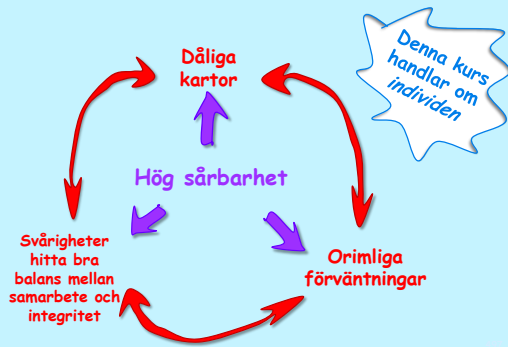 Dåliga
kartor
Denna kurs
handlar om
individen
Hög sårbarhet
Svårigheter
hitta bra
balans mellan
samarbete och
integritet
Orimliga
förväntningar